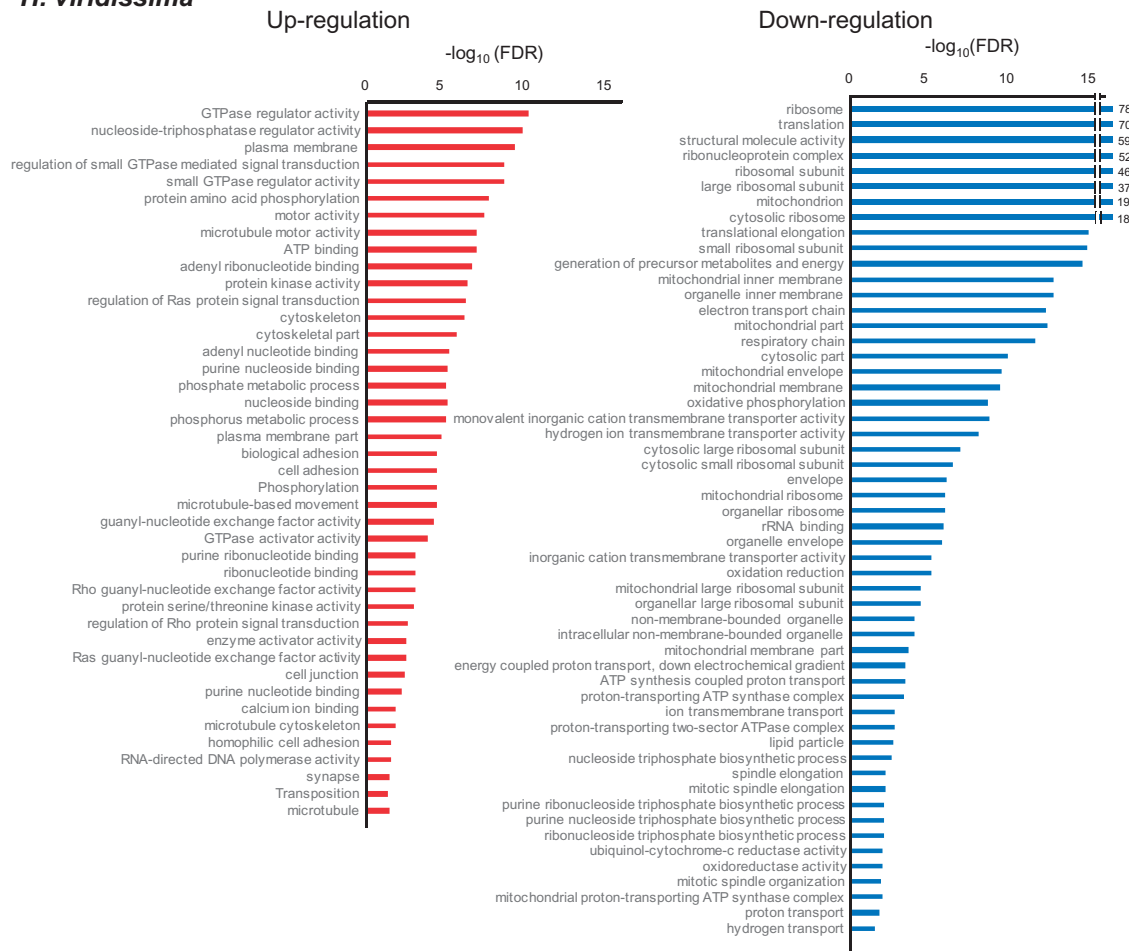 H. viridissima
Up-regulation
-log10 (FDR)
0 5 10 15
GTPase regulator activity
nucleoside-triphosphatase regulator activity
plasma membrane
regulation of small GTPase mediated signal transduction
small GTPase regulator activity
protein amino acid phosphorylation
motor activity
microtubule motor activity
ATP binding
adenyl ribonucleotide binding
protein kinase activity
regulation of Ras protein signal transduction
cytoskeleton
cytoskeletal part
adenyl nucleotide binding
purine nucleoside binding
phosphate metabolic process
nucleoside binding
phosphorus metabolic process
plasma membrane part
biological adhesion
cell adhesion
Phosphorylation
microtubule-based movement
guanyl-nucleotide exchange factor activity
GTPase activator activity
purine ribonucleotide binding
ribonucleotide binding
Rho guanyl-nucleotide exchange factor activity
protein serine/threonine kinase activity
regulation of Rho protein signal transduction
enzyme activator activity
Ras guanyl-nucleotide exchange factor activity
cell junction
purine nucleotide binding
calcium ion binding
microtubule cytoskeleton
homophilic cell adhesion
RNA-directed DNA polymerase activity
synapse
Transposition
microtubule
Down-regulation
-log10(FDR)
0 5 10 15
ribosome 78
translation 70
structural molecule activity 59
ribonucleoprotein complex 52
ribosomal subunit 46
large ribosomal subunit 37
mitochondrion 19
cytosolic ribosome 18
translational elongation
small ribosomal subunit
generation of precursor metabolites and energy
mitochondrial inner membrane
organelle inner membrane
electron transport chain
mitochondrial part
respiratory chain
cytosolic part
mitochondrial envelope
mitochondrial membrane
oxidative phosphorylation
monovalent inorganic cation transmembrane transporter activity
hydrogen ion transmembrane transporter activity
cytosolic large ribosomal subunit
cytosolic small ribosomal subunit
envelope
mitochondrial ribosome
organellar ribosome
rRNA binding
organelle envelope
inorganic cation transmembrane transporter activity
oxidation reduction
mitochondrial large ribosomal subunit
organellar large ribosomal subunit
non-membrane-bounded organelle
intracellular non-membrane-bounded organelle
mitochondrial membrane part
energy coupled proton transport, down electrochemical gradient
ATP synthesis coupled proton transport
proton-transporting ATP synthase complex
ion transmembrane transport
proton-transporting two-sector ATPase complex
lipid particle
nucleoside triphosphate biosynthetic process
spindle elongation
mitotic spindle elongation
purine ribonucleoside triphosphate biosynthetic process
purine nucleoside triphosphate biosynthetic process
ribonucleoside triphosphate biosynthetic process
ubiquinol-cytochrome-c reductase activity
oxidoreductase activity
mitotic spindle organization
mitochondrial proton-transporting ATP synthase complex
proton transport
hydrogen transport